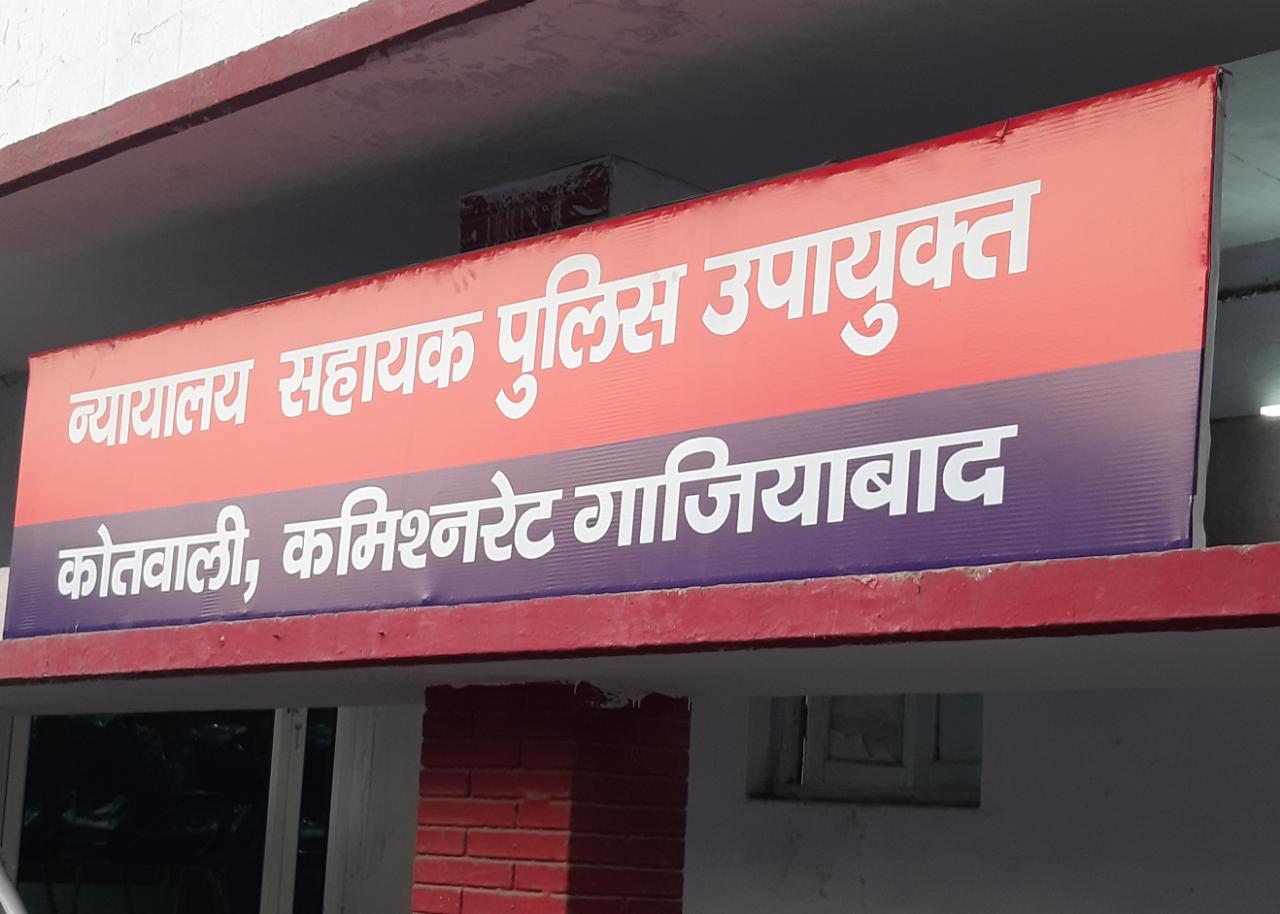 न्यायालय सहायक पुलिस उपायुक्त
कोतवाली, कमिश्नरेट गाजियाबाद